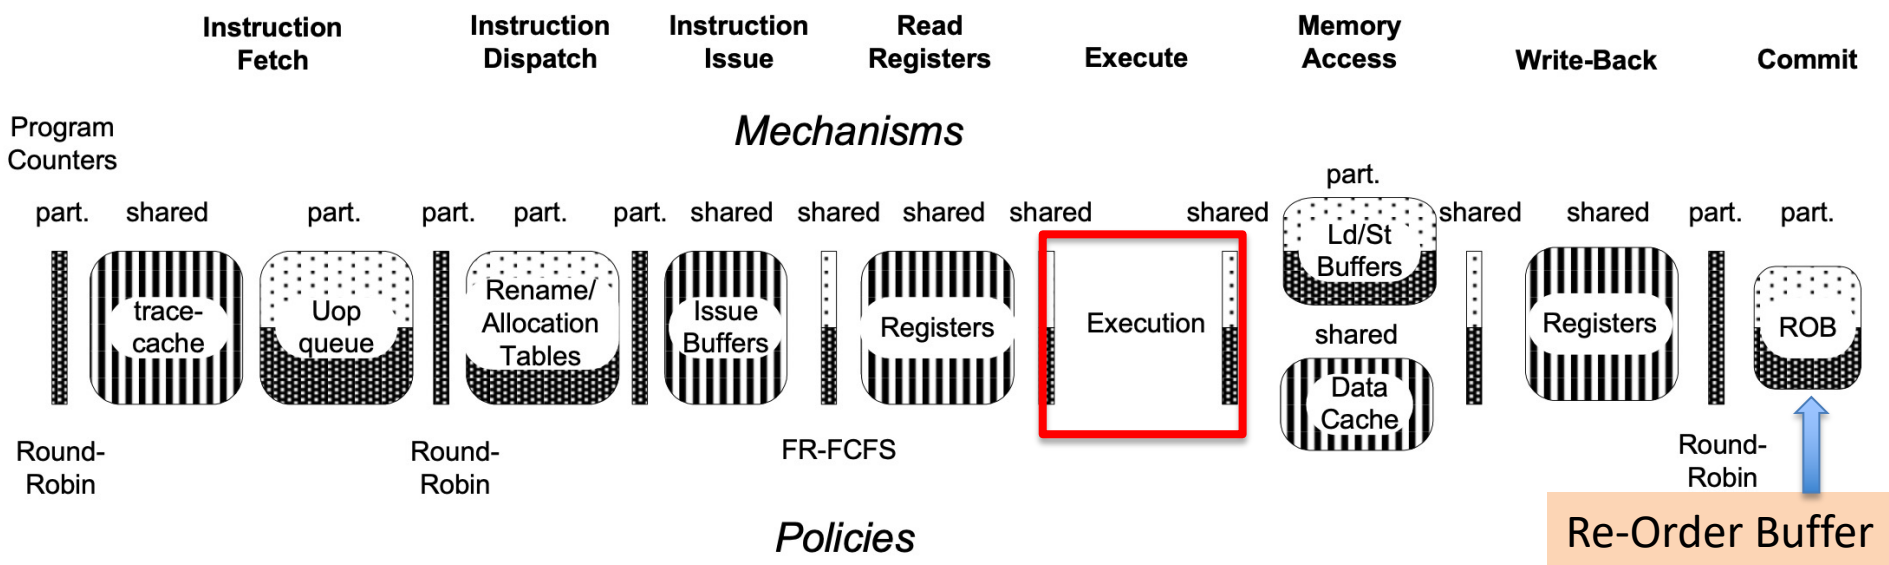 Instruction
Fetch
Instruction
Dispatch
Instruction
Issue
Read
Registers
Execute
Memory
Access
Write-Back
Commit
Program
Counters
Mechanisms
part.
part. shared part. part. part. part. shared shared shared shared shared shared shared part. part.
trace-
cache
Uop
queue
Rename/
Allocation
Tables
Issue
Buffers
Registers
Execution
Ld/St
Buffers
shared
Data
Cache
Registers
ROB
Round-
Robin
Round-
Robin
FR-FCFS
Round-
Robin
Policies
Re-Order Buffer